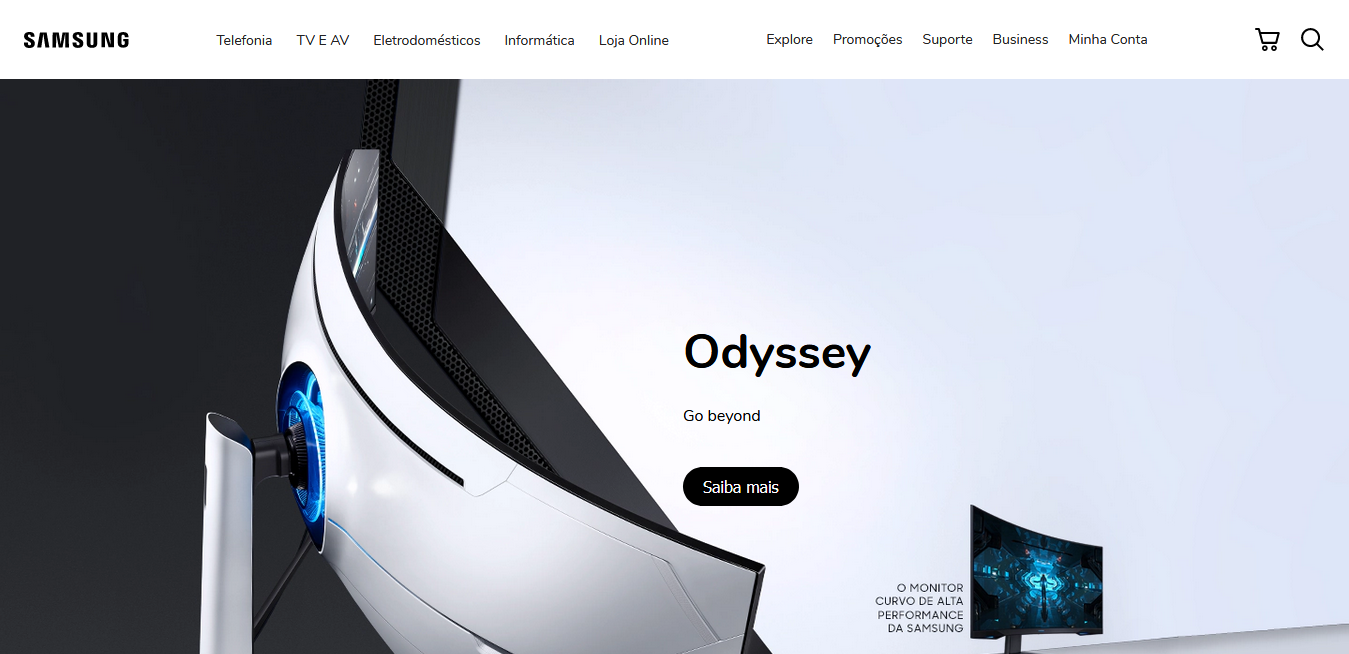 SAMSUNG
Telefonia TV E AV Eletrodomésticos Informática Loja Online Explore Promoções Suporte Business Minha Conta
Odyssey
Go beyond
Saiba mais
O MONITOR
CURVO DE ALTA
PERFORMANCE
DA SAMSUNG